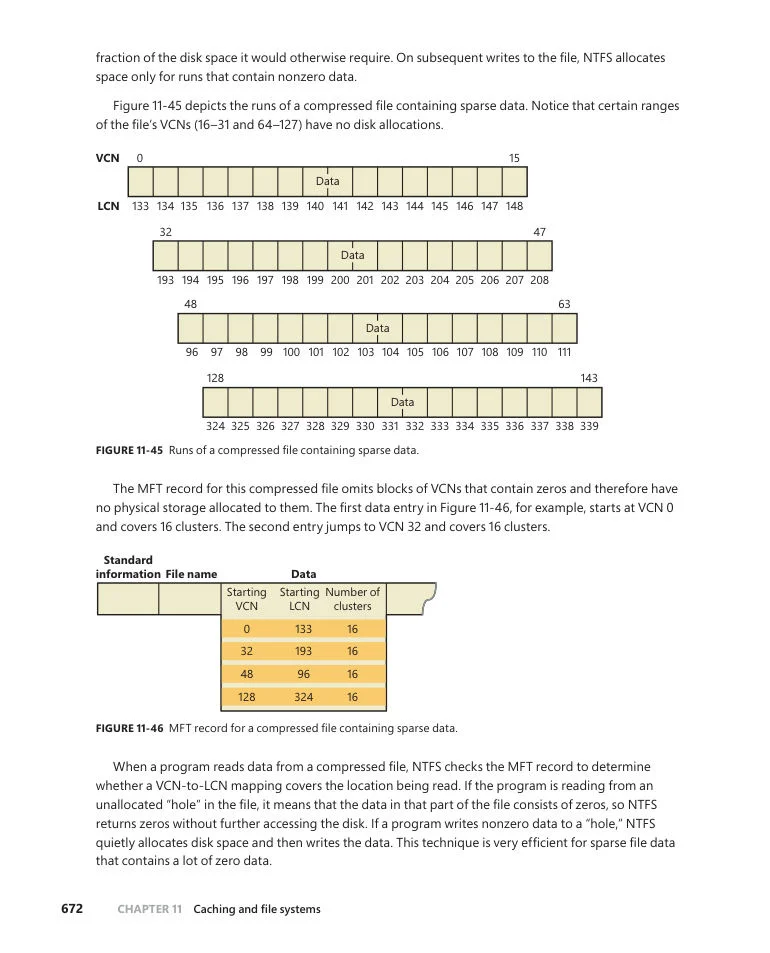 fraction of the disk space it would otherwise require. On subsequent writes to the file, NTFS allocates
space only for runs that contain nonzero data.
Figure 11-45 depicts the runs of a compressed file containing sparse data. Notice that certain ranges
of the file’s VCNs (16–31 and 64–127) have no disk allocations.
VCN 0 15
Data
LCN 133 134 135 136 137 138 139 140 141 142 143 144 145 146 147 148
32 47
Data
193 194 195 196 197 198 199 200 201 202 203 204 205 206 207 208
48 63
Data
96 97 98 99 100 101 102 103 104 105 106 107 108 109 110 111
128 143
Data
324 325 326 327 328 329 330 331 332 333 334 335 336 337 338 339
FIGURE 11-45 Runs of a compressed file containing sparse data.
The MFT record for this compressed file omits blocks of VCNs that contain zeros and therefore have
no physical storage allocated to them. The first data entry in Figure 11-46, for example, starts at VCN 0
and covers 16 clusters. The second entry jumps to VCN 32 and covers 16 clusters.
Standard
information File name Data
Starting Starting Number of
VCN LCN clusters
0 133 16
32 193 16
48 96 16
128 324 16
FIGURE 11-46 MFT record for a compressed file containing sparse data.
When a program reads data from a compressed file, NTFS checks the MFT record to determine
whether a VCN-to-LCN mapping covers the location being read. If the program is reading from an
unallocated “hole” in the file, it means that the data in that part of the file consists of zeros, so NTFS
returns zeros without further accessing the disk. If a program writes nonzero data to a “hole,” NTFS
quietly allocates disk space and then writes the data. This technique is very efficient for sparse file data
that contains a lot of zero data.
672 CHAPTER 11 Caching and file systems